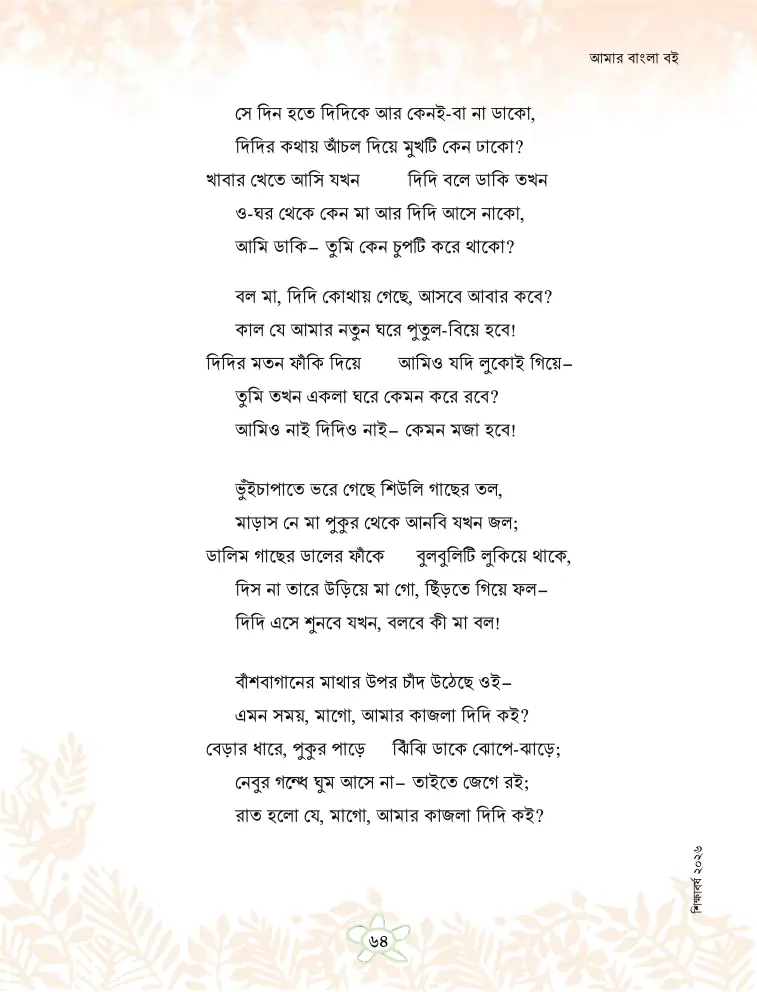 আমার বাংলা বই
সে দিন হতে দিদিকে আর কেনই-বা না ডাকো,
দিদির কথায় আঁচল দিয়ে মুখটি কেন ঢাকো?
খাবার খেতে আসি যখন দিদি বলে ডাকি তখন
ও-ঘর থেকে কেন মা আর দিদি আসে নাকো,
আমি ডাকি– তুমি কেন চুপটি করে থাকো?
বল মা, দিদি কোথায় গেছে, আসবে আবার কবে?
কাল যে আমার নতুন ঘরে পুতুল-বিয়ে হবে!
দিদির মতন ফাঁকি দিয়ে আমিও যদি লুকোই গিয়ে–
তুমি তখন একলা ঘরে কেমন করে রবে?
আমিও নাই দিদিও নাই– কেমন মজা হবে!
ভুঁইচাপাতে ভরে গেছে শিউলি গাছের তল,
মাড়াস নে মা পুকুর থেকে আনবি যখন জল;
ডালিম গাছের ডালের ফাঁকে বুলবুলিটি লুকিয়ে থাকে,
দিস না তারে উড়িয়ে মা গো, ছিঁড়তে গিয়ে ফল–
দিদি এসে শুনবে যখন, বলবে কী মা বল!
বাঁশবাগানের মাথার উপর চাঁদ উঠেছে ওই–
এমন সময়, মাগো, আমার কাজলা দিদি কই?
বেড়ার ধারে, পুকুর পাড়ে ঝিঁঝি ডাকে ঝোপে-ঝাড়ে;
নেবুর গন্ধে ঘুম আসে না– তাইতে জেগে রই;
রাত হলো যে, মাগো, আমার কাজলা দিদি কই?
শিক্ষাবর্ষ ২০২৬
৬৪